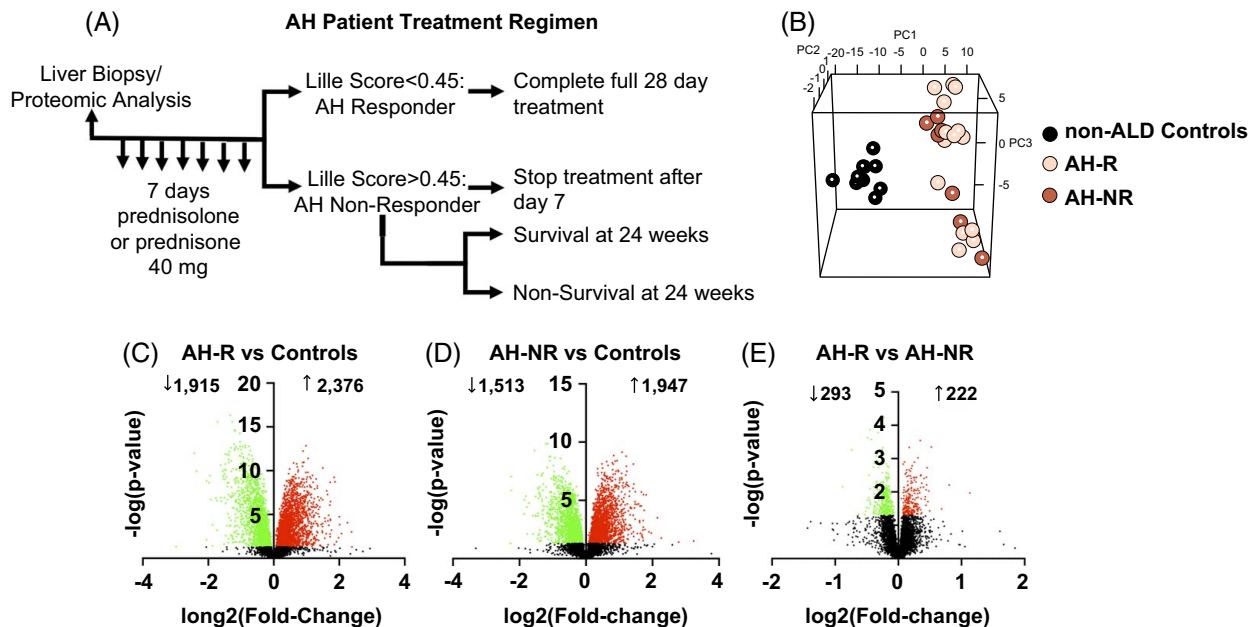 (A)
AH Patient Treatment Regimen
Liver Biopsy/
Proteomic Analysis
7 days
prednisolone
or prednisone
40 mg
Lille Score<0.45:
AH Responder
Complete full 28 day
treatment
Lille Score>0.45:
AH Non-Responder
Stop treatment after
day 7
Survival at 24 weeks
Non-Survival at 24 weeks
(B)
PC1
PC2 -20 -15 -10 -5 0 5 10
1
0
-1
-2
5
0 PC3
-5
non-ALD Controls
AH-R
AH-NR
(C)
AH-R vs Controls
↓1,915
↑2,376
-log(p-value)
20
15
10
5
-4 -2 0 2 4
long2(Fold-Change)
(D)
AH-NR vs Controls
↓1,513
↑1,947
-log(p-value)
15
10
5
-4 -2 0 2 4
log2(Fold-change)
(E)
AH-R vs AH-NR
↓293
↑222
-log(p-value)
5
4
3
2
1
-2 -1 0 1 2
log2(Fold-change)